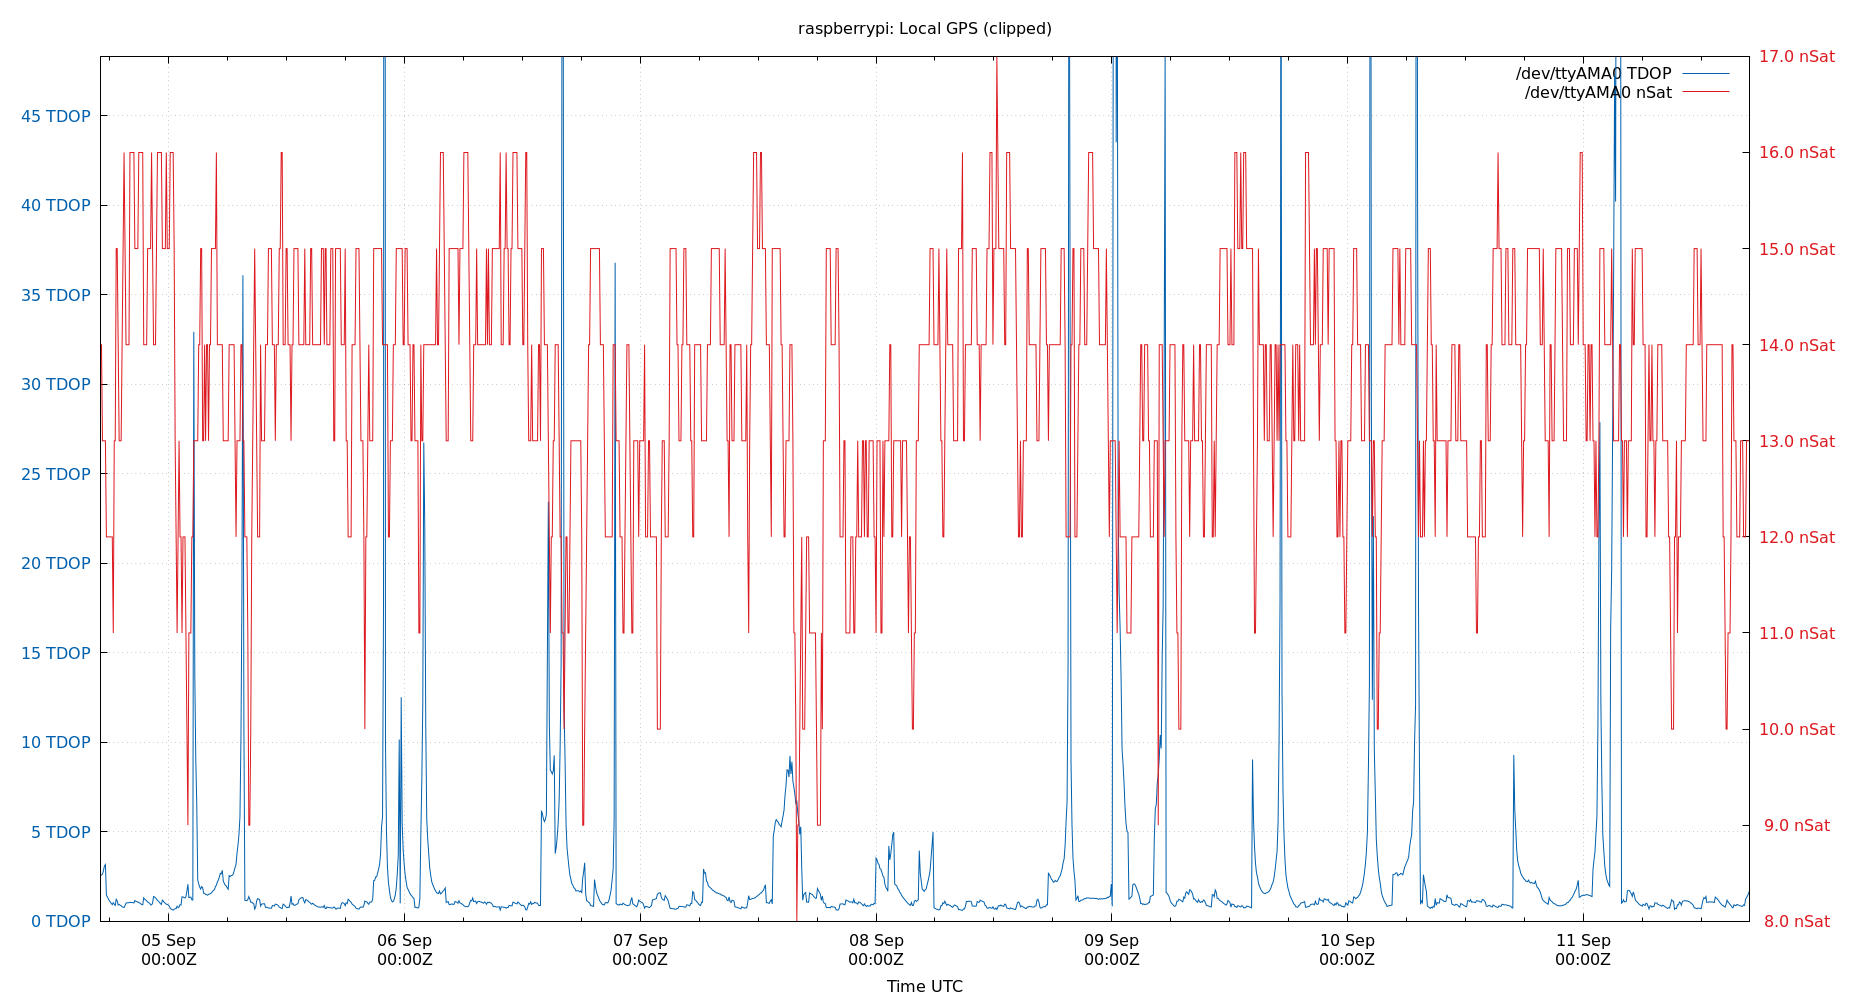 raspberrypi: Local GPS (clipped)
/dev/ttyAMA0 TDOP
/dev/ttyAMA0 nSat
45 TDOP
40 TDOP
35 TDOP
30 TDOP
25 TDOP
20 TDOP
15 TDOP
10 TDOP
5 TDOP
0 TDOP
17.0 nSat
16.0 nSat
15.0 nSat
14.0 nSat
13.0 nSat
12.0 nSat
11.0 nSat
10.0 nSat
9.0 nSat
8.0 nSat
05 Sep
00:00Z
06 Sep
00:00Z
07 Sep
00:00Z
08 Sep
00:00Z
09 Sep
00:00Z
10 Sep
00:00Z
11 Sep
00:00Z
Time UTC